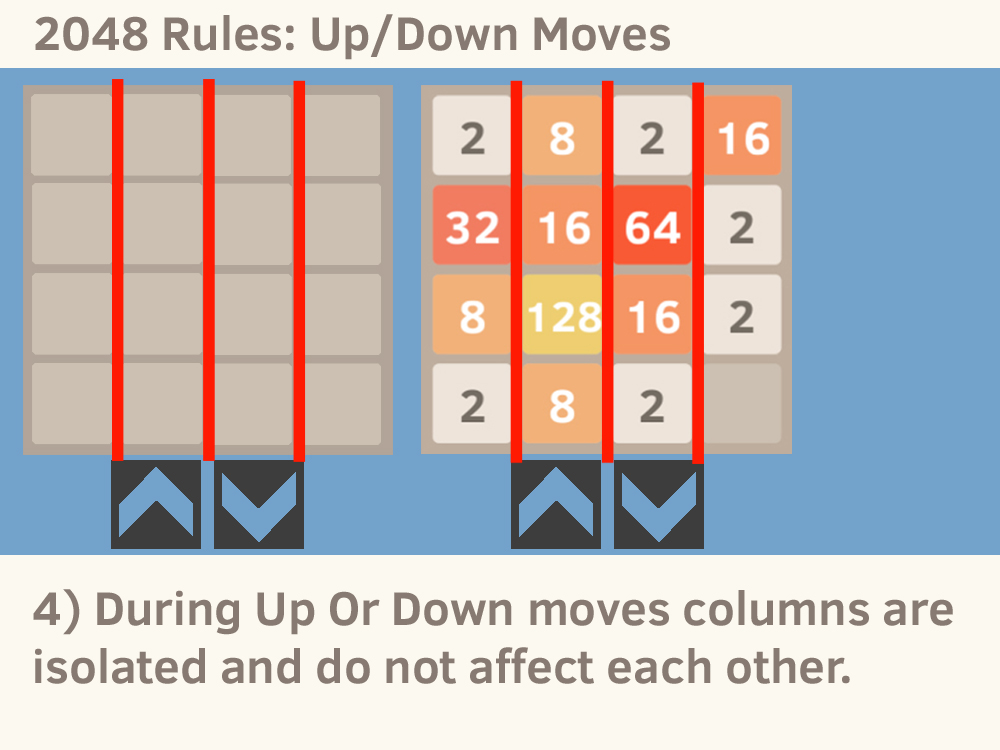 2048 Rules: Up/Down Moves
2 8 2 16
32 16 64 2
8 128 16 2
2 8 2
4) During Up Or Down moves columns are
isolated and do not affect each other.